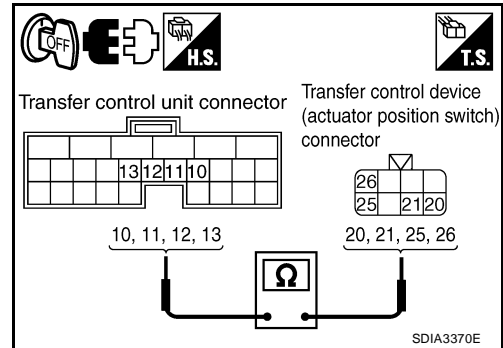 OFF
H.S.
T.S.
Transfer control unit connector
Transfer control device
(actuator position switch)
connector
13 12 11 10
26
25 21 20
10, 11, 12, 13
20, 21, 25, 26
Ω
SDIA3370E